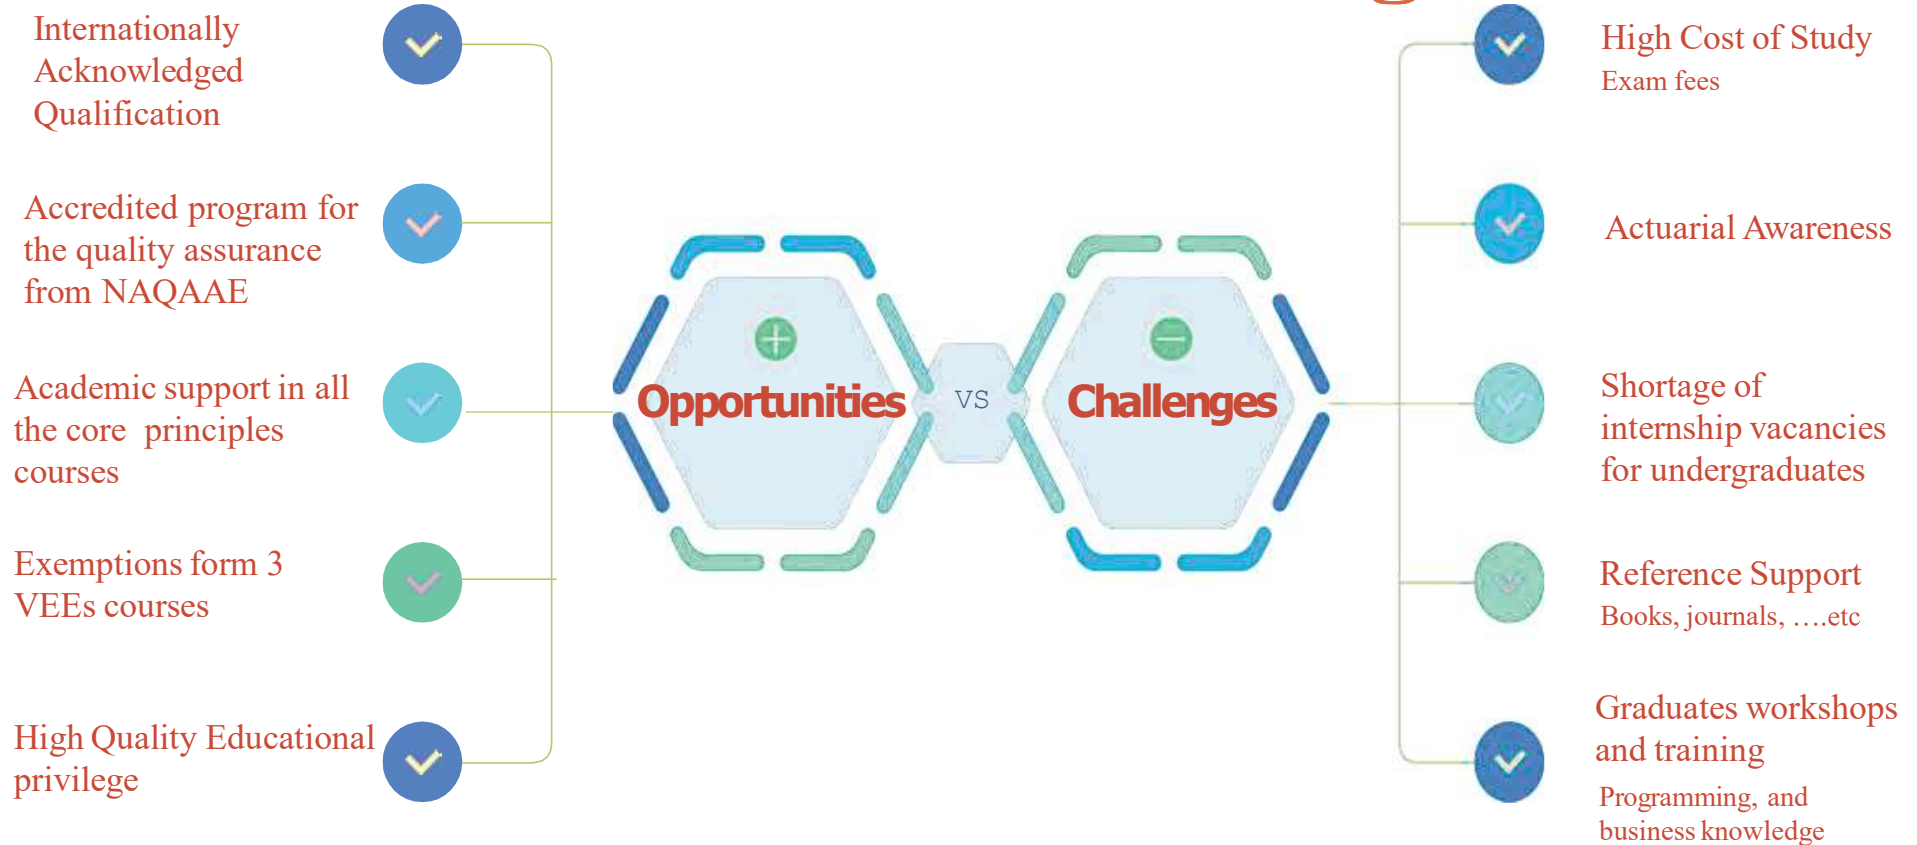 Internationally
Acknowledged
Qualification
Accredited program for
the quality assurance
from NAQAAE
Academic support in all
the core principles
courses
Exemptions form 3
VEEs courses
High Quality Educational
privilege
Opportunities
VS
Challenges
High Cost of Study
Exam fees
Actuarial Awareness
Shortage of
internship vacancies
for undergraduates
Reference Support
Books, journals, ….etc
Graduates workshops
and training
Programming, and
business knowledge